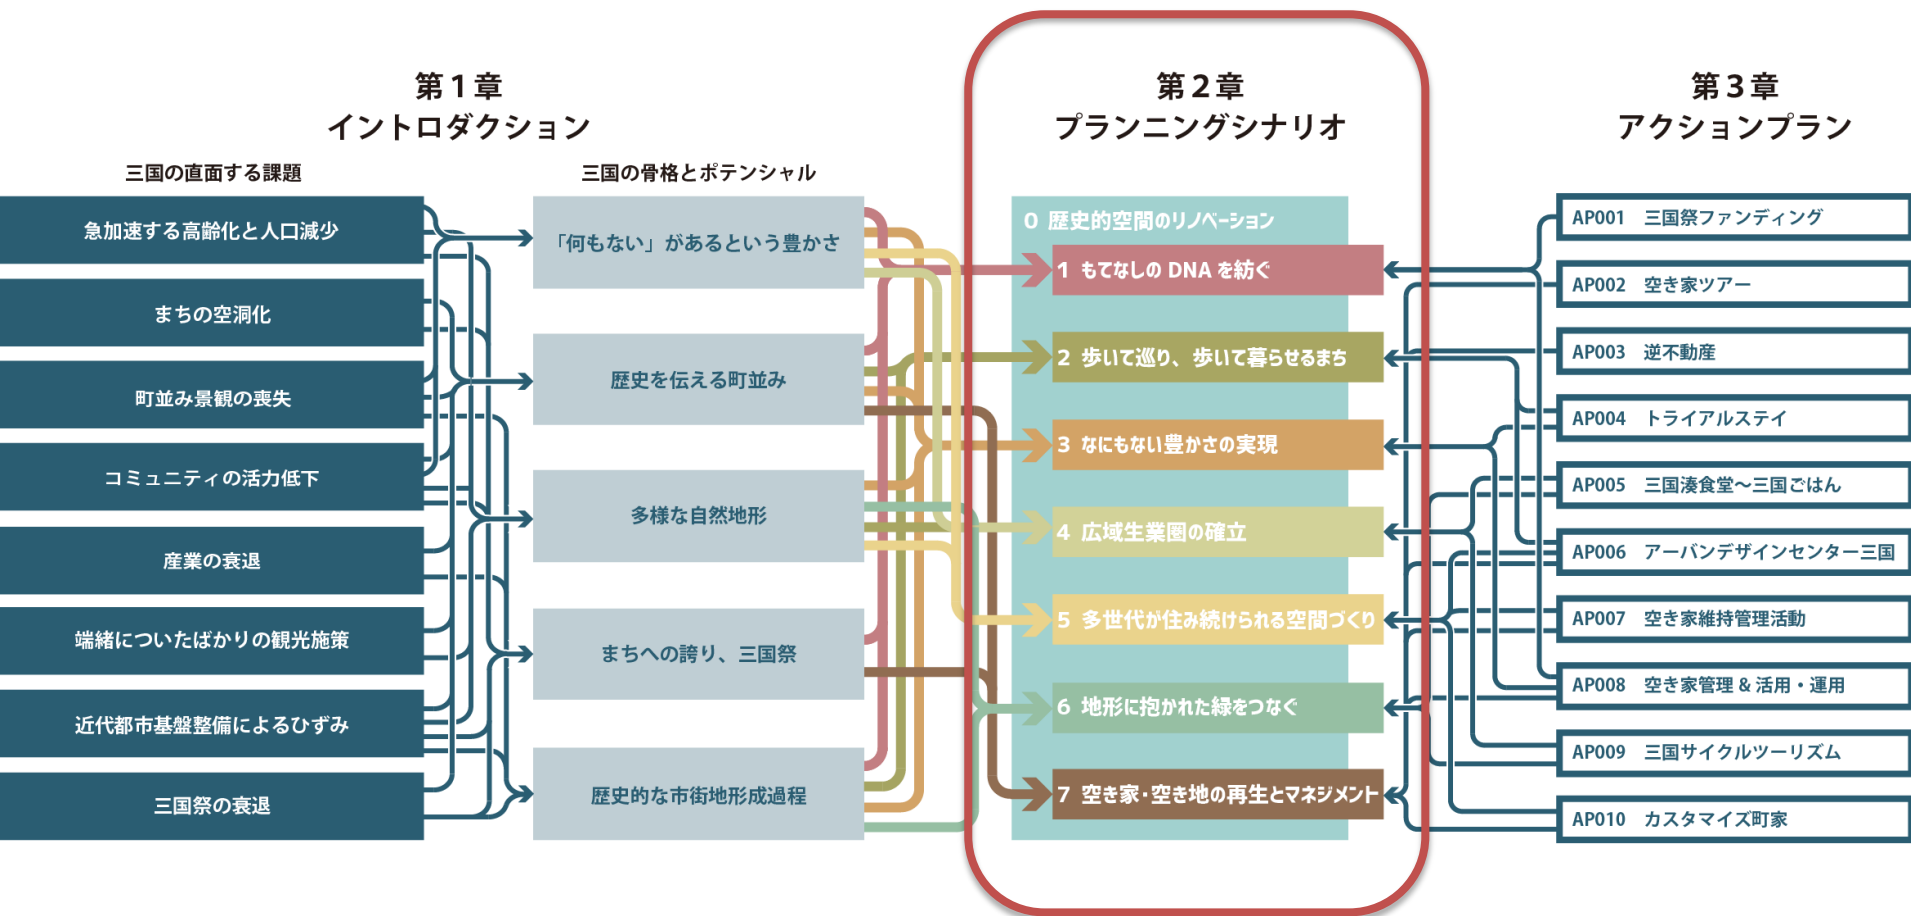 第1章
イントロダクション
三国の直面する課題
急加速する高齢化と人口減少
まちの空洞化
町並み景観の喪失
コミュニティの活力低下
産業の衰退
端緒についたばかりの観光施策
近代都市基盤整備によるひずみ
三国祭の衰退
三国の骨格とポテンシャル
「何もない」があるという豊かさ
歴史を伝える町並み
多様な自然地形
まちへの誇り、三国祭
歴史的な市街地形成過程
第2章
プランニングシナリオ
0 歴史的空間のリノベーション
1 もてなしの DNA を紡ぐ
2 歩いて巡り、歩いて暮らせるまち
3 なにもない豊かさの実現
4 広域生業圏の確立
5 多世代が住み続けられる空間づくり
6 地形に抱かれた緑をつなぐ
7 空き家・空き地の再生とマネジメント
第3章
アクションプラン
AP001 三国祭ファンディング
AP002 空き家ツアー
AP003 逆不動産
AP004 トライアルステイ
AP005 三国湊食堂～三国ごはん
AP006 アーバンデザインセンター三国
AP007 空き家維持管理活動
AP008 空き家管理 & 活用・運用
AP009 三国サイクルツーリズム
AP010 カスタマイズ町家